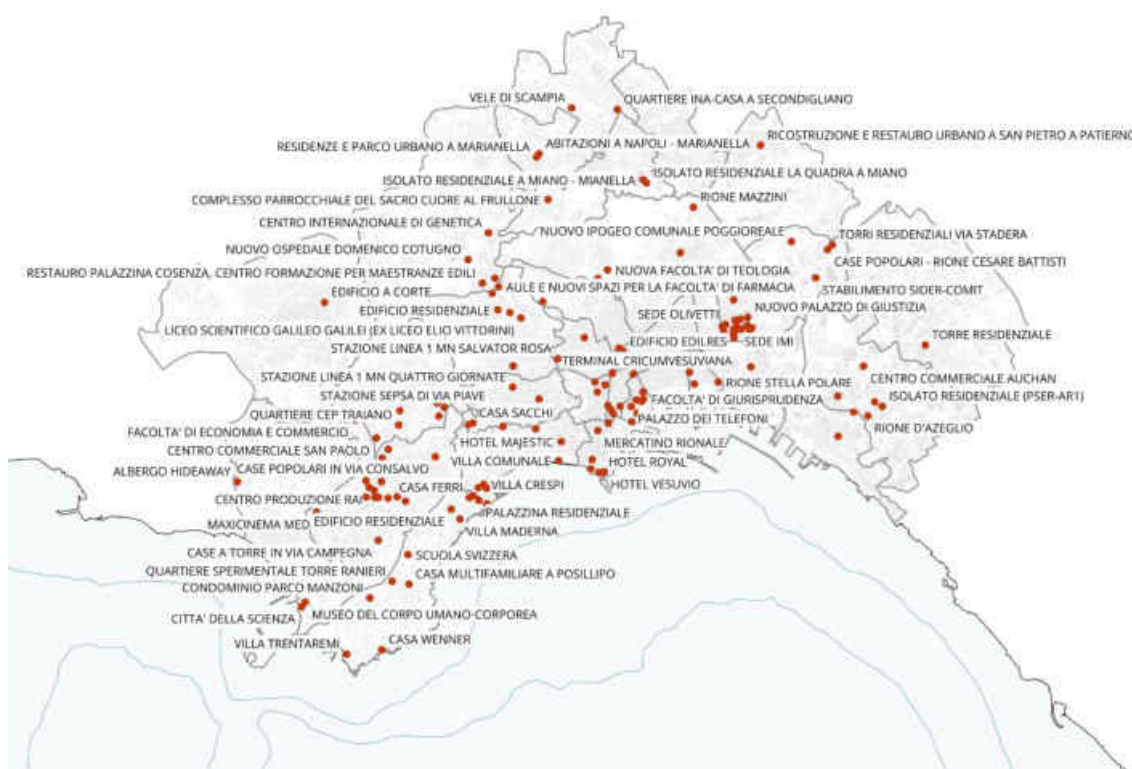 VELE DI SCAMPIA
QUARTIERE INA-CASA A SECONDIGLIANO
RICOSTRUZIONE E RESTAURO URBANO A SAN PIETRO A PATIERNO
RESIDENZE E PARCO URBANO A MARIANELLA
ABITAZIONI A NAPOLI - MARIANELLA
ISOLATO RESIDENZIALE A MIANO - MIANELLA
ISOLATO RESIDENZIALE LA QUADRA A MIANO
COMPLESSO PARROCCHIALE DEL SACRO CUORE AL FRULLONE
RIONE MAZZINI
CENTRO INTERNAZIONALE DI GENETICA
NUOVO IPOGEO COMUNALE POGGIOREALE
TORRI RESIDENZIALI VIA STADERA
NUOVO OSPEDALE DOMENICO COTUGNO
CASE POPOLARI - RIONE CESARE BATTISTI
RESTAURO PALAZZINA COSENZA, CENTRO FORMAZIONE PER MAESTRANZE EDILI
NUOVA FACOLTA' DI TEOLOGIA
EDIFICIO A CORTE
AULE E NUOVI SPAZI PER LA FACOLTA' DI FARMACIA
STABILIMENTO SIDER-COMIT
EDIFICIO RESIDENZIALE
SEDE OLIVETTI
NUOVO PALAZZO DI GIUSTIZIA
LICEO SCIENTIFICO GALILEO GALILEI (EX LICEO ELIO VITTORINI)
EDIFICIO EDILRES
SEDE IMI
TORRE RESIDENZIALE
STAZIONE LINEA 1 MN SALVATOR ROSA
TERMINAL CRICUMVESUVIANA
STAZIONE LINEA 1 MN QUATTRO GIORNATE
RIONE STELLA POLARE
CENTRO COMMERCIALE AUCHAN
STAZIONE SEPSA DI VIA PIAVE
FACOLTA' DI GIURISPRUDENZA
ISOLATO RESIDENZIALE (PSER-AR1)
QUARTIERE CEP TRAIANO
CASA SACCHI
PALAZZO DEI TELEFONI
RIONE D'AZEGLIO
FACOLTA' DI ECONOMIA E COMMERCIO
HOTEL MAJESTIC
MERCATINO RIONALE
CENTRO COMMERCIALE SAN PAOLO
VILLA COMUNALE
HOTEL ROYAL
ALBERGO HIDEAWAY
CASE POPOLARI IN VIA CONSALVO
HOTEL VESUVIO
CENTRO PRODUZIONE RAI
CASA FERRI
VILLA CRESPI
MAXICINEMA MED
EDIFICIO RESIDENZIALE
PALAZZINA RESIDENZIALE
VILLA MADERNA
CASE A TORRE IN VIA CAMPEGNA
SCUOLA SVIZZERA
QUARTIERE SPERIMENTALE TORRE RANIERI
CASA MULTIFAMILIARE A POSILLIPO
CONDOMINIO PARCO MANZONI
CITTA' DELLA SCIENZA
MUSEO DEL CORPO UMANO-CORPOREA
VILLA TRENTAREMI
CASA WENNER